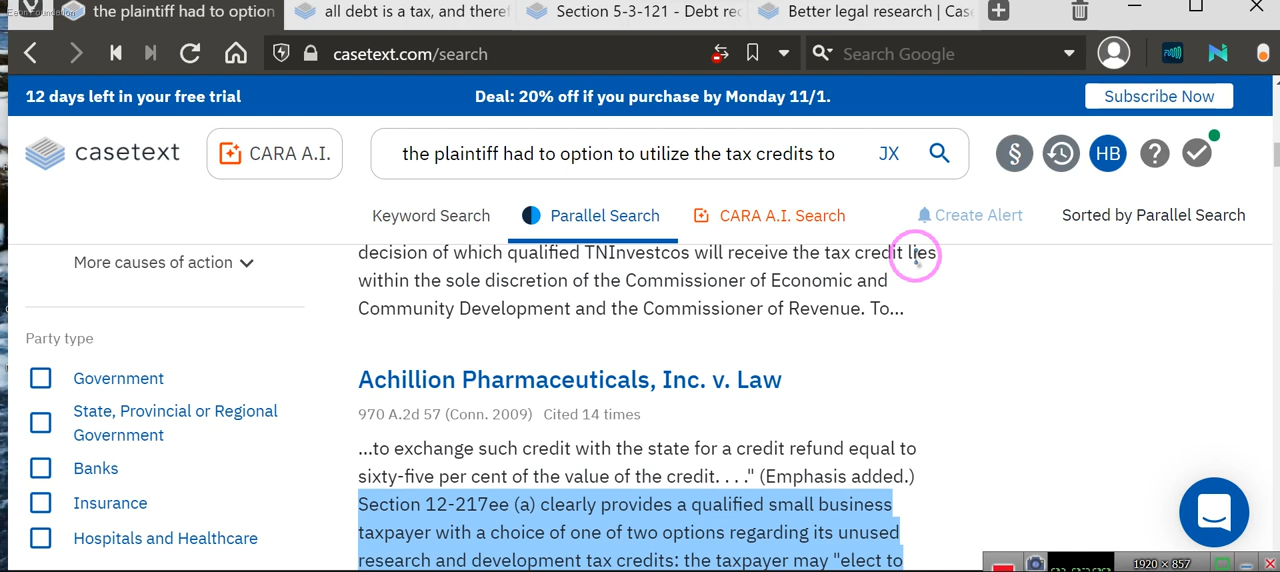 Eeon Foundation
the plaintiff had to option
all debt is a tax, and theref
Section 5-3-121 - Debt rec
Better legal research | Cas
casetext.com/search
Search Google
12 days left in your free trial
Deal: 20% off if you purchase by Monday 11/1.
Subscribe Now
casetext
CARA A.I.
the plaintiff had to option to utilize the tax credits to
JX
§
HB
?
Keyword Search
Parallel Search
CARA A.I. Search
Create Alert
Sorted by Parallel Search
More causes of action
Party type
Government
State, Provincial or Regional
Government
Banks
Insurance
Hospitals and Healthcare
decision of which qualified TNInvestcos will receive the tax credit lies
within the sole discretion of the Commissioner of Economic and
Community Development and the Commissioner of Revenue. To...
Achillion Pharmaceuticals, Inc. v. Law
970 A.2d 57 (Conn. 2009) Cited 14 times
...to exchange such credit with the state for a credit refund equal to
sixty-five per cent of the value of the credit. . . ." (Emphasis added.)
Section 12-217ee (a) clearly provides a qualified small business
taxpayer with a choice of one of two options regarding its unused
research and development tax credits: the taxpayer may "elect to
1920 × 857